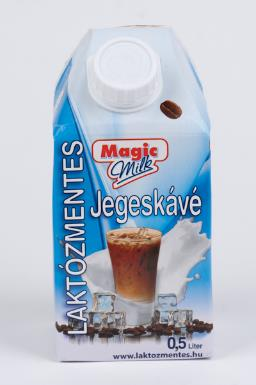 Magic
Milk
Jegeskávé
LAKTÓZMENTES
0,5 Liter
www.laktozmentes.hu